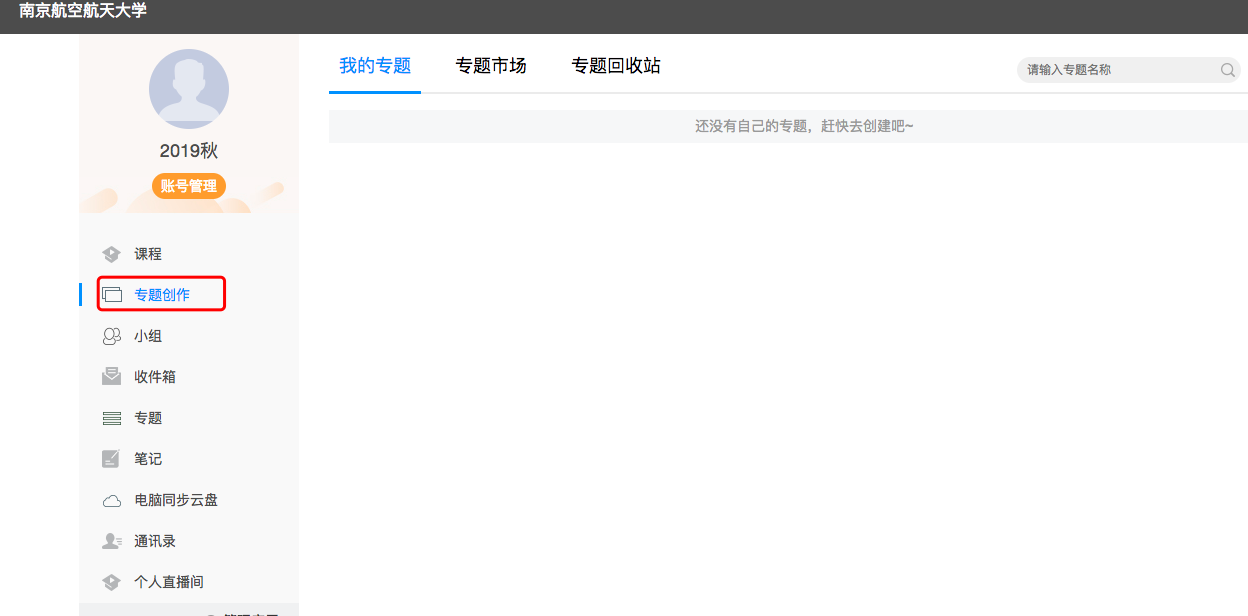 南京航空航天大学
2019秋
账号管理
课程
专题创作
小组
收件箱
专题
笔记
电脑同步云盘
通讯录
个人直播间
我的专题 专题市场 专题回收站
请输入专题名称
还没有自己的专题，赶快去创建吧~